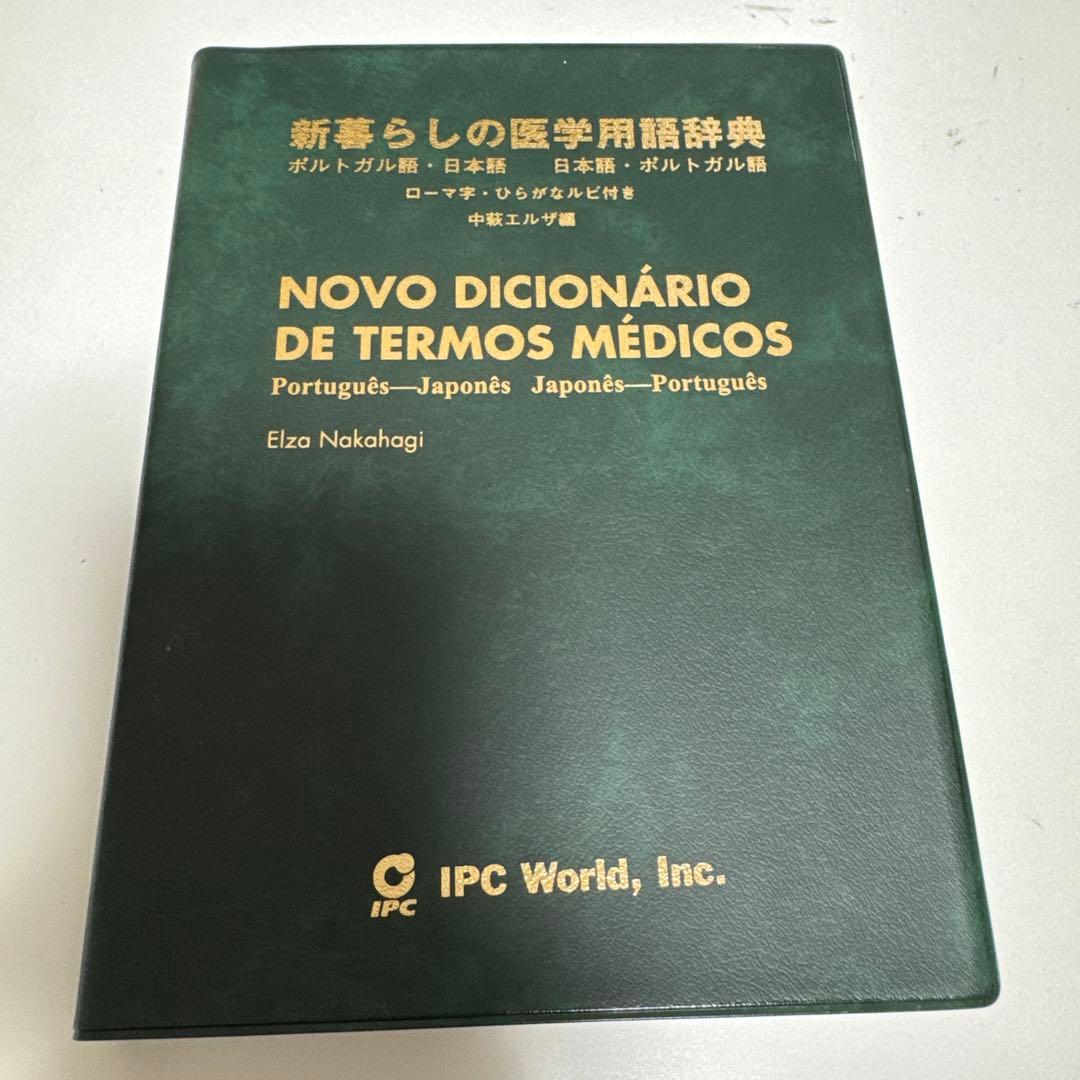 新暮らしの医学用語辞典
ポルトガル語・日本語　日本語・ポルトガル語
ローマ字・ひらがなルビ付き
中萩エルザ編
NOVO DICIONÁRIO
DE TERMOS MÉDICOS
Português—Japonês Japonês—Português
Elza Nakahagi
IPC IPC World, Inc.